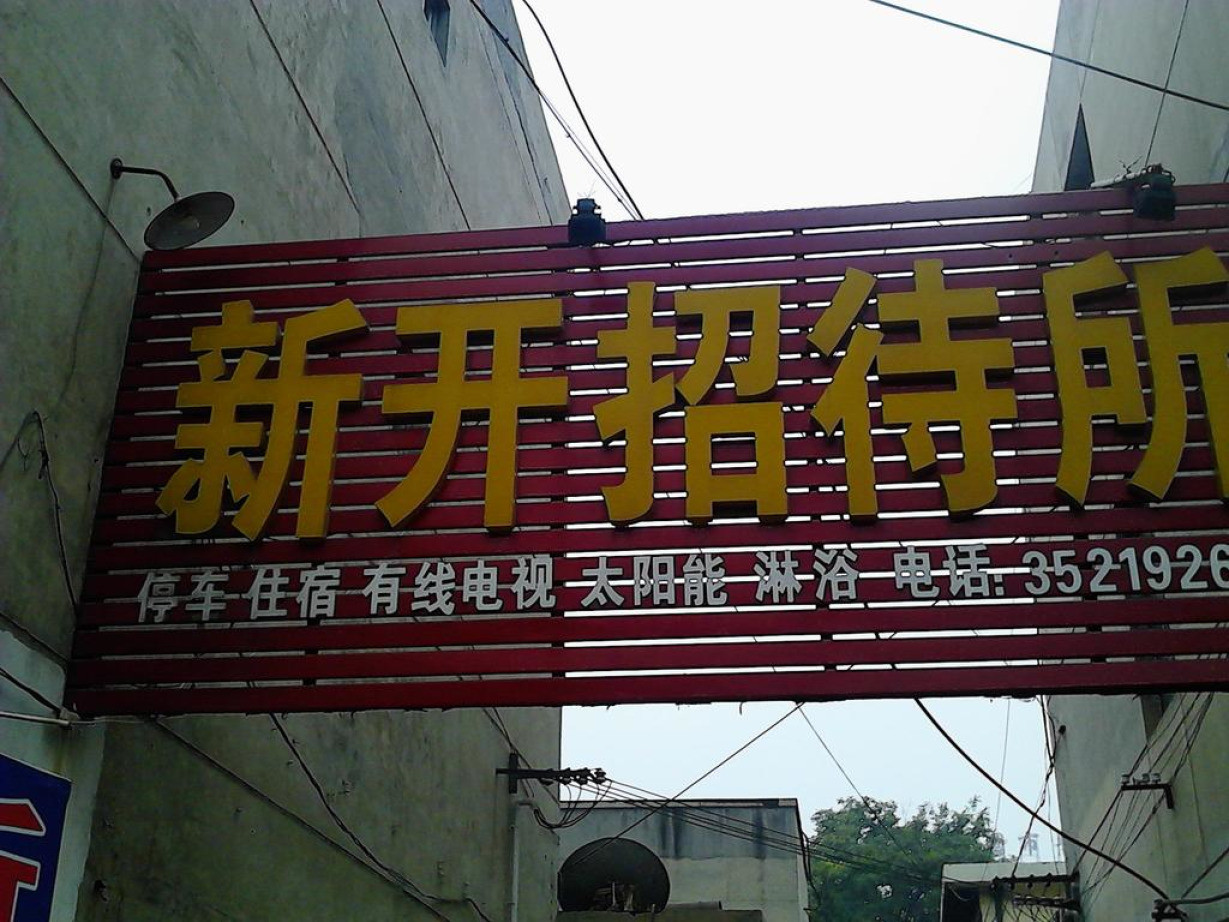 新开招待所
停车 住宿 有线电视 太阳能 淋浴 电话: 3521926